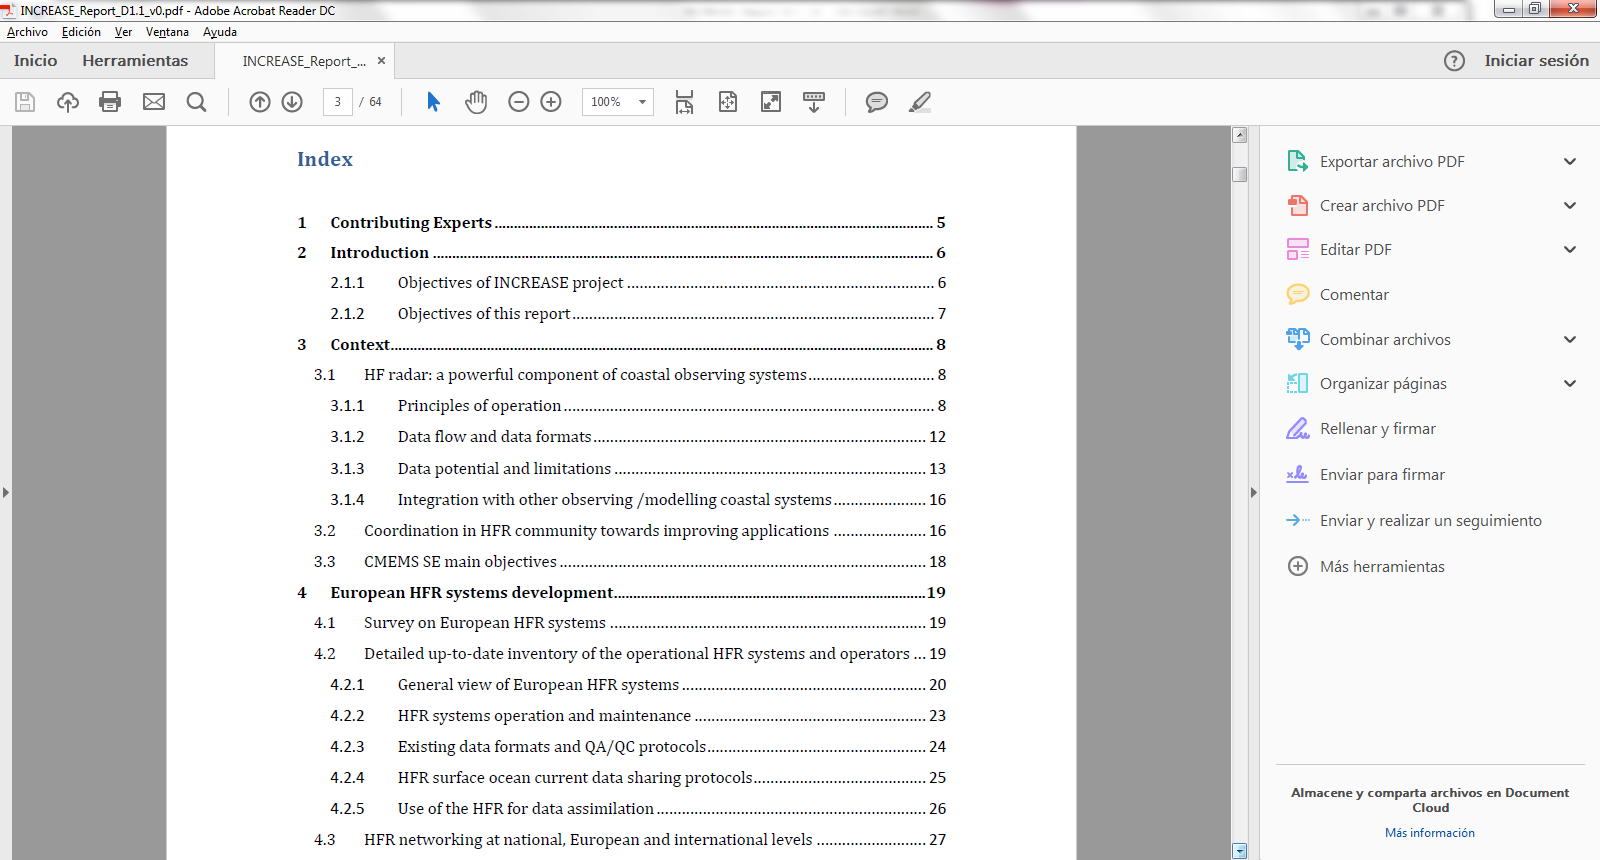 INCREASE_Report_D1.1_v0.pdf - Adobe Acrobat Reader DC
Archivo Edición Ver Ventana Ayuda
Inicio Herramientas INCREASE_Report_... × Iniciar sesión
3 / 64 100%
Index
1 Contributing Experts 5
2 Introduction 6
2.1.1 Objectives of INCREASE project 6
2.1.2 Objectives of this report 7
3 Context 8
3.1 HF radar: a powerful component of coastal observing systems 8
3.1.1 Principles of operation 8
3.1.2 Data flow and data formats 12
3.1.3 Data potential and limitations 13
3.1.4 Integration with other observing /modelling coastal systems 16
3.2 Coordination in HFR community towards improving applications 16
3.3 CMEMS SE main objectives 18
4 European HFR systems development 19
4.1 Survey on European HFR systems 19
4.2 Detailed up-to-date inventory of the operational HFR systems and operators ... 19
4.2.1 General view of European HFR systems 20
4.2.2 HFR systems operation and maintenance 23
4.2.3 Existing data formats and QA/QC protocols 24
4.2.4 HFR surface ocean current data sharing protocols 25
4.2.5 Use of the HFR for data assimilation 26
4.3 HFR networking at national, European and international levels 27
Exportar archivo PDF
Crear archivo PDF
Editar PDF
Comentar
Combinar archivos
Organizar páginas
Rellenar y firmar
Enviar para firmar
Enviar y realizar un seguimiento
Más herramientas
Almacene y comparta archivos en Document
Cloud
Más información